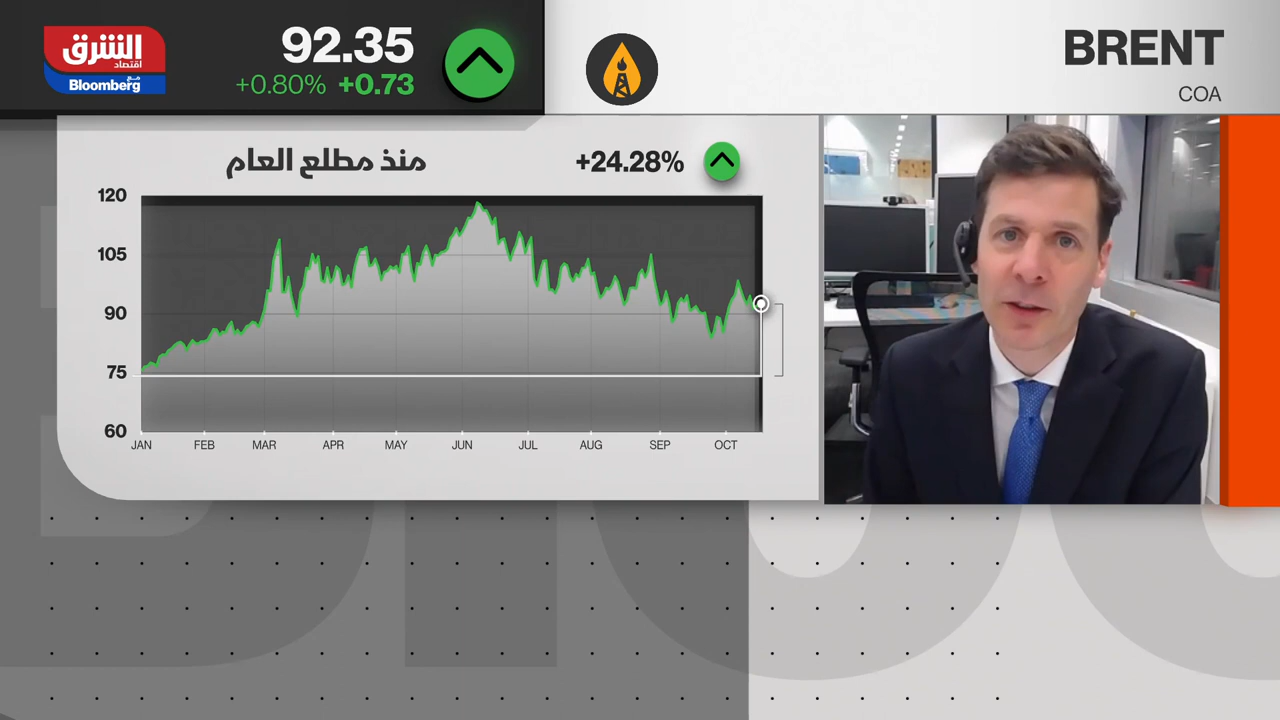 الشرق
اقتصاد
مع
Bloomberg
92.35
+0.80% +0.73
BRENT
COA
منذ مطلع العام
+24.28%
120
105
90
75
60
JAN FEB MAR APR MAY JUN JUL AUG SEP OCT